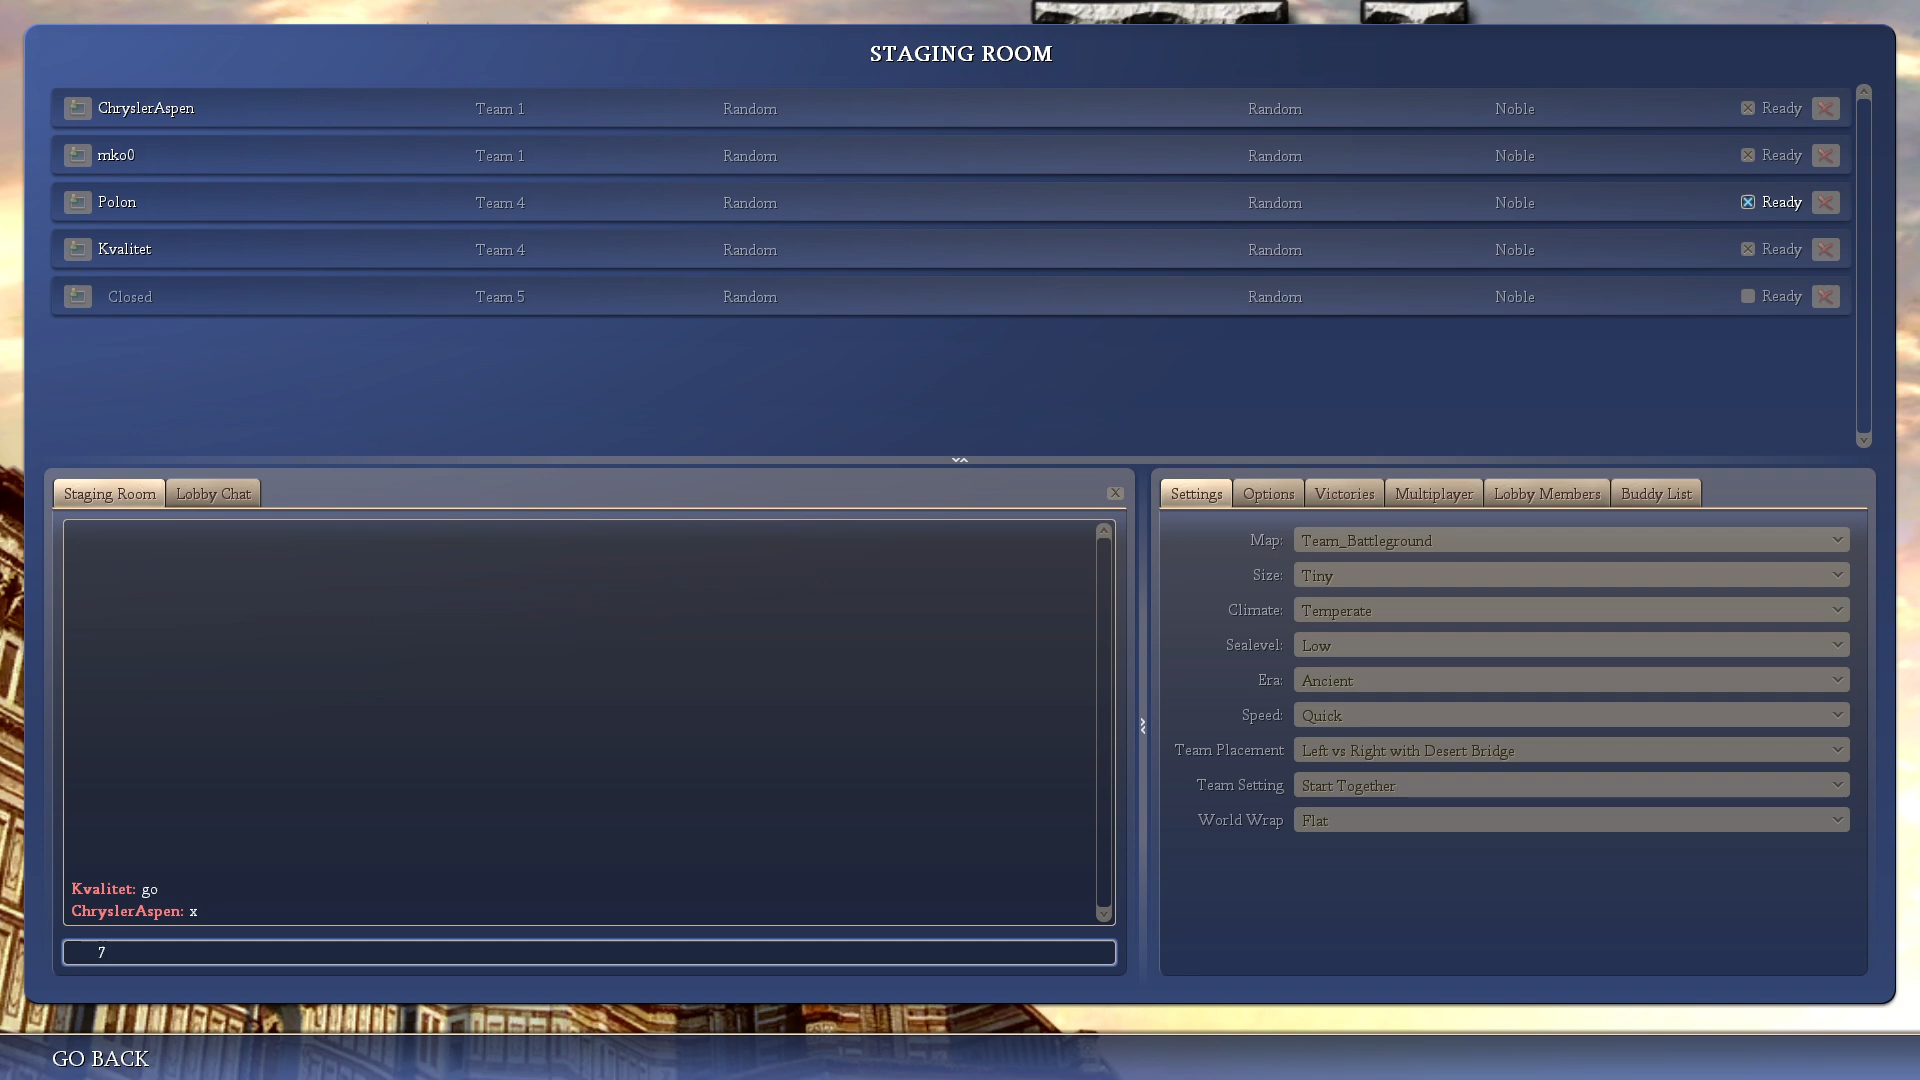 STAGING ROOM
ChryslerAspen Team 1 Random Random Noble Ready
mko0 Team 1 Random Random Noble Ready
Polon Team 4 Random Random Noble Ready
Kvalitet Team 4 Random Random Noble Ready
Closed Team 5 Random Random Noble Ready
Staging Room Lobby Chat X
Kvalitet: go
ChryslerAspen: x
7
Settings Options Victories Multiplayer Lobby Members Buddy List
Map: Team_Battleground
Size: Tiny
Climate: Temperate
Sealevel: Low
Era: Ancient
Speed: Quick
Team Placement Left vs Right with Desert Bridge
Team Setting Start Together
World Wrap Flat
GO BACK